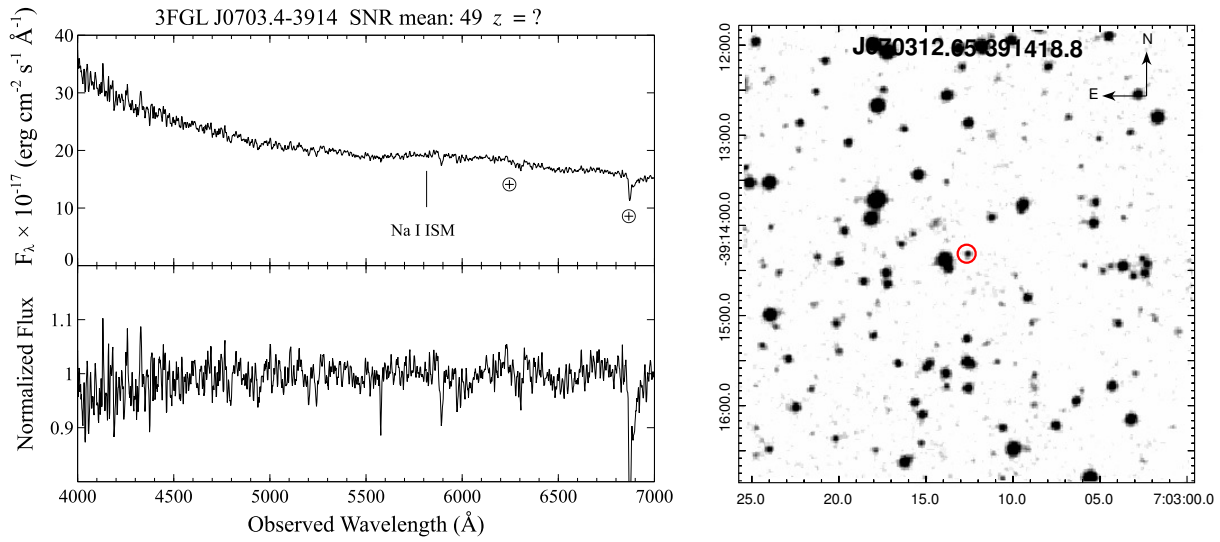 3FGL J0703.4-3914 SNR mean: 49 z = ?
40
30
20
10
0
F_λ × 10^-17 (erg cm^-2 s^-1 Å^-1)
Na I ISM
⊕
⊕
1.1
1
0.9
Normalized Flux
4000 4500 5000 5500 6000 6500 7000
Observed Wavelength (Å)
J070312.65-391418.8
N
E
12:00.0
13:00.0
-39:14:00.0
15:00.0
16:00.0
25.0 20.0 15.0 10.0 05.0 7:03:00.0